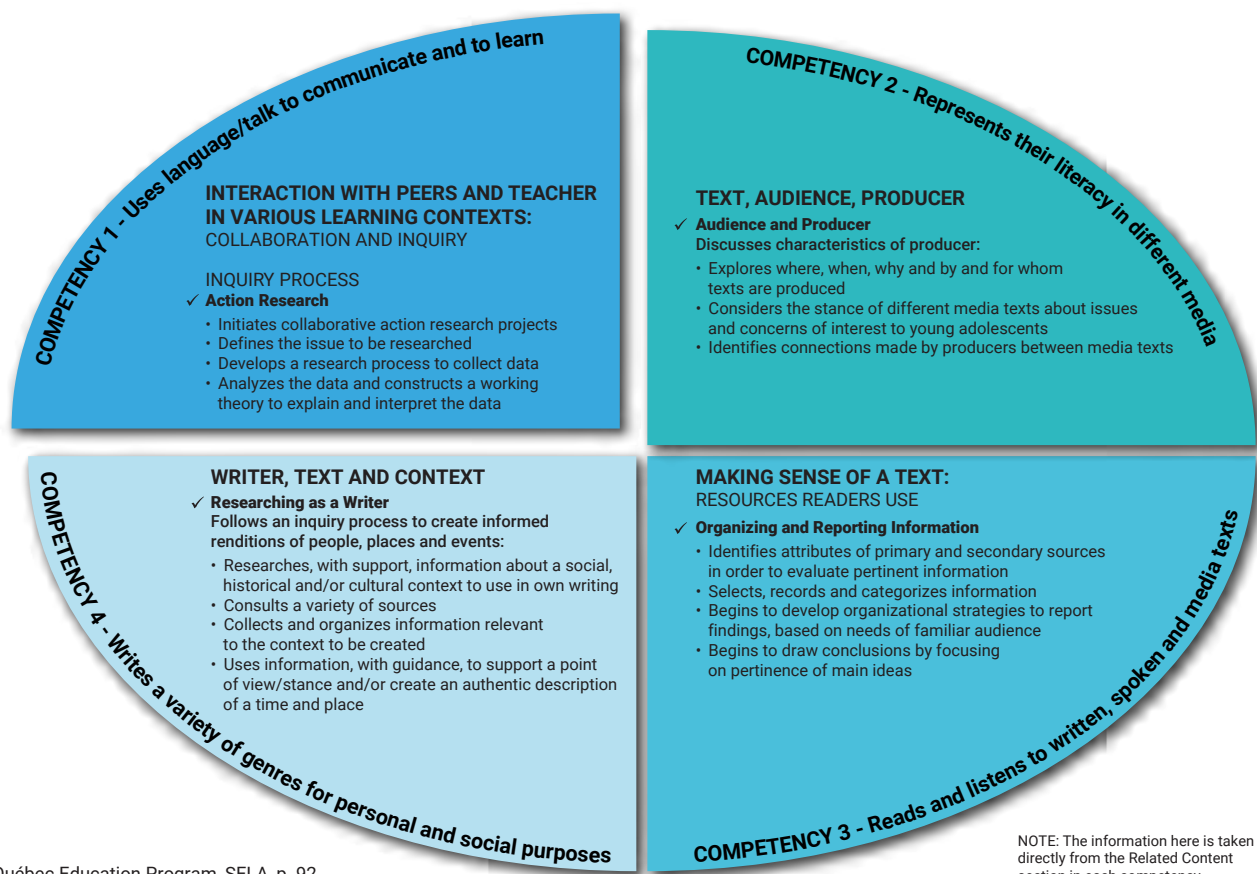 COMPETENCY 1 - Uses language/talk to communicate and to learn
INTERACTION WITH PEERS AND TEACHER
IN VARIOUS LEARNING CONTEXTS:
COLLABORATION AND INQUIRY
INQUIRY PROCESS
✓ Action Research
• Initiates collaborative action research projects
• Defines the issue to be researched
• Develops a research process to collect data
• Analyzes the data and constructs a working
theory to explain and interpret the data
COMPETENCY 2 - Represents their literacy in different media
TEXT, AUDIENCE, PRODUCER
✓ Audience and Producer
Discusses characteristics of producer:
• Explores where, when, why and by and for whom
texts are produced
• Considers the stance of different media texts about issues
and concerns of interest to young adolescents
• Identifies connections made by producers between media texts
COMPETENCY 4 - Writes a variety of genres for personal and social purposes
WRITER, TEXT AND CONTEXT
✓ Researching as a Writer
Follows an inquiry process to create informed
renditions of people, places and events:
• Researches, with support, information about a social,
historical and/or cultural context to use in own writing
• Consults a variety of sources
• Collects and organizes information relevant
to the context to be created
• Uses information, with guidance, to support a point
of view/stance and/or create an authentic description
of a time and place
MAKING SENSE OF A TEXT:
RESOURCES READERS USE
✓ Organizing and Reporting Information
• Identifies attributes of primary and secondary sources
in order to evaluate pertinent information
• Selects, records and categorizes information
• Begins to develop organizational strategies to report
findings, based on needs of familiar audience
• Begins to draw conclusions by focusing
on pertinence of main ideas
COMPETENCY 3 - Reads and listens to written, spoken and media texts
NOTE: The information here is taken
directly from the Related Content
section in each competency
Québec Education Program, SELA, p. 92